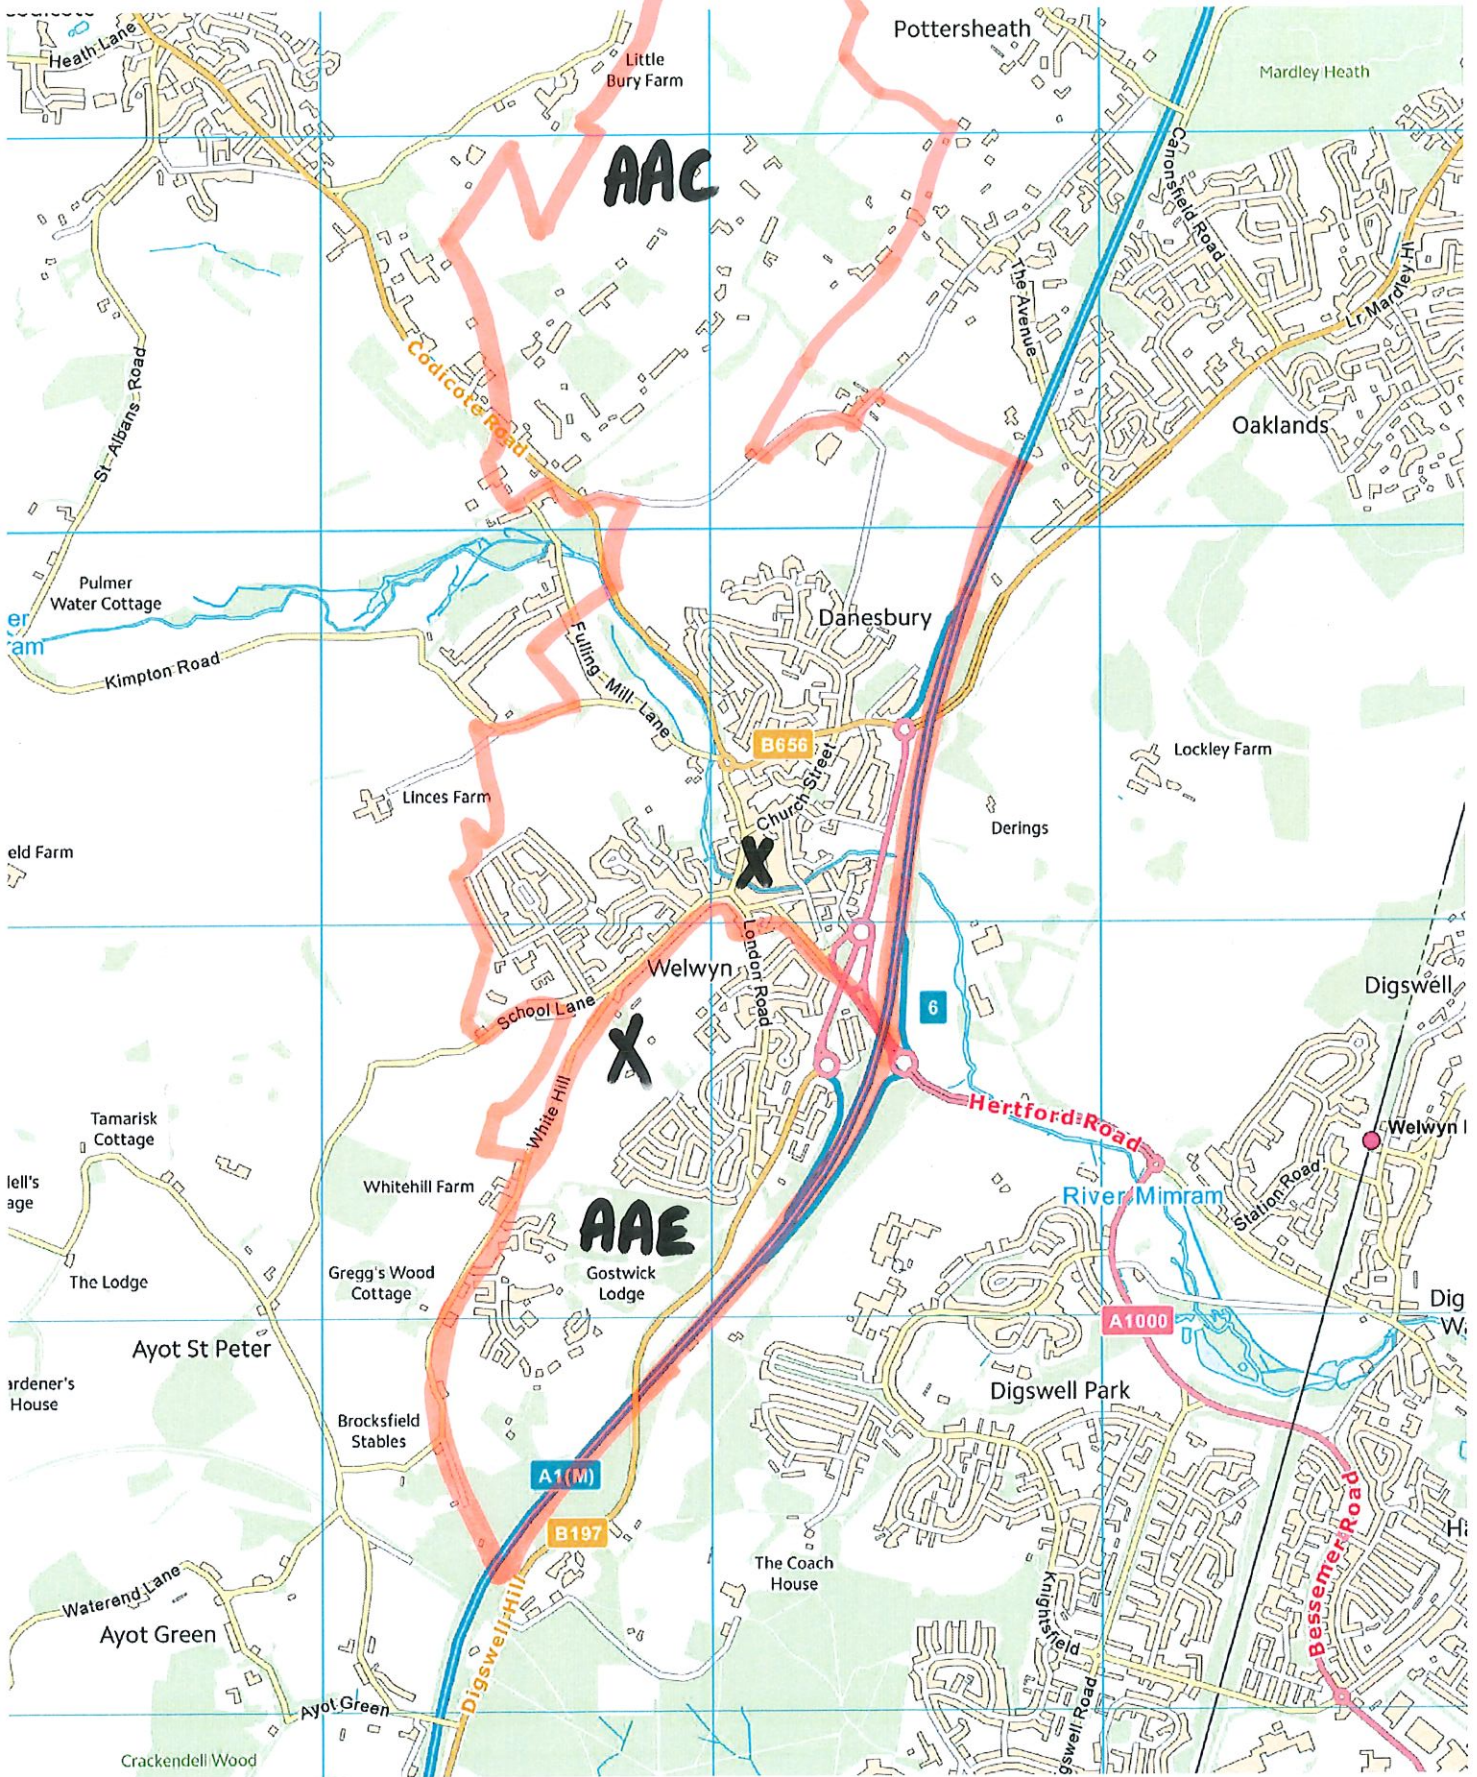 Pottersheath
Heath Lane
Little
Bury Farm
Mardley Heath
AAC
Canonsfield Road
The Avenue
Lr Mardley Hl
Codicote Road
St Albans Road
Oaklands
Pulmer
Water Cottage
Danesbury
er
ram
Fulling Mill Lane
Kimpton Road
B656
Lockley Farm
Church Street
Linces Farm
Derings
eld Farm
X
London Road
Welwyn
Digswell
School Lane
6
X
White Hill
Hertford Road
Tamarisk
Cottage
Welwyn
Whitehill Farm
River Mimram
Station Road
AAE
The Lodge
Gregg's Wood
Cottage
Gostwick
Lodge
Dig
A1000
Ayot St Peter
ardener's
House
Digswell Park
Brocksfield
Stables
A1(M)
B197
Bessemer Road
The Coach
House
Waterend Lane
Knightsfield
Ayot Green
Digswell Hill
Ayot Green
gswell Road
Crackendell Wood